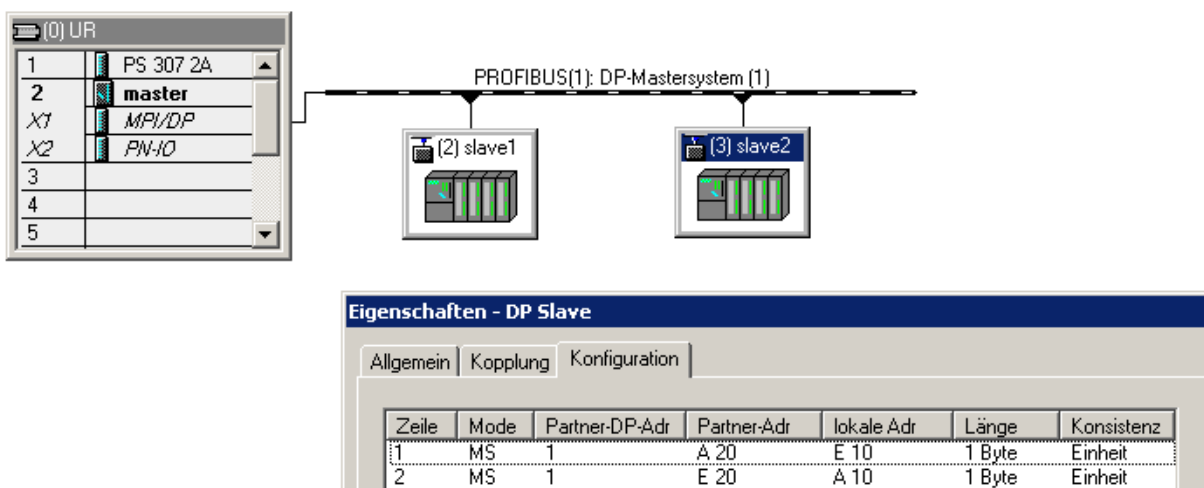 (0) UR
1 PS 307 2A
2 master
X1 MPI/DP
X2 PN-IO
3
4
5
PROFIBUS(1): DP-Mastersystem (1)
(2) slave1
(3) slave2
Eigenschaften - DP Slave
Allgemein Kopplung Konfiguration
Zeile Mode Partner-DP-Adr Partner-Adr lokale Adr Länge Konsistenz
1 MS 1 A 20 E 10 1 Byte Einheit
2 MS 1 E 20 A 10 1 Byte Einheit